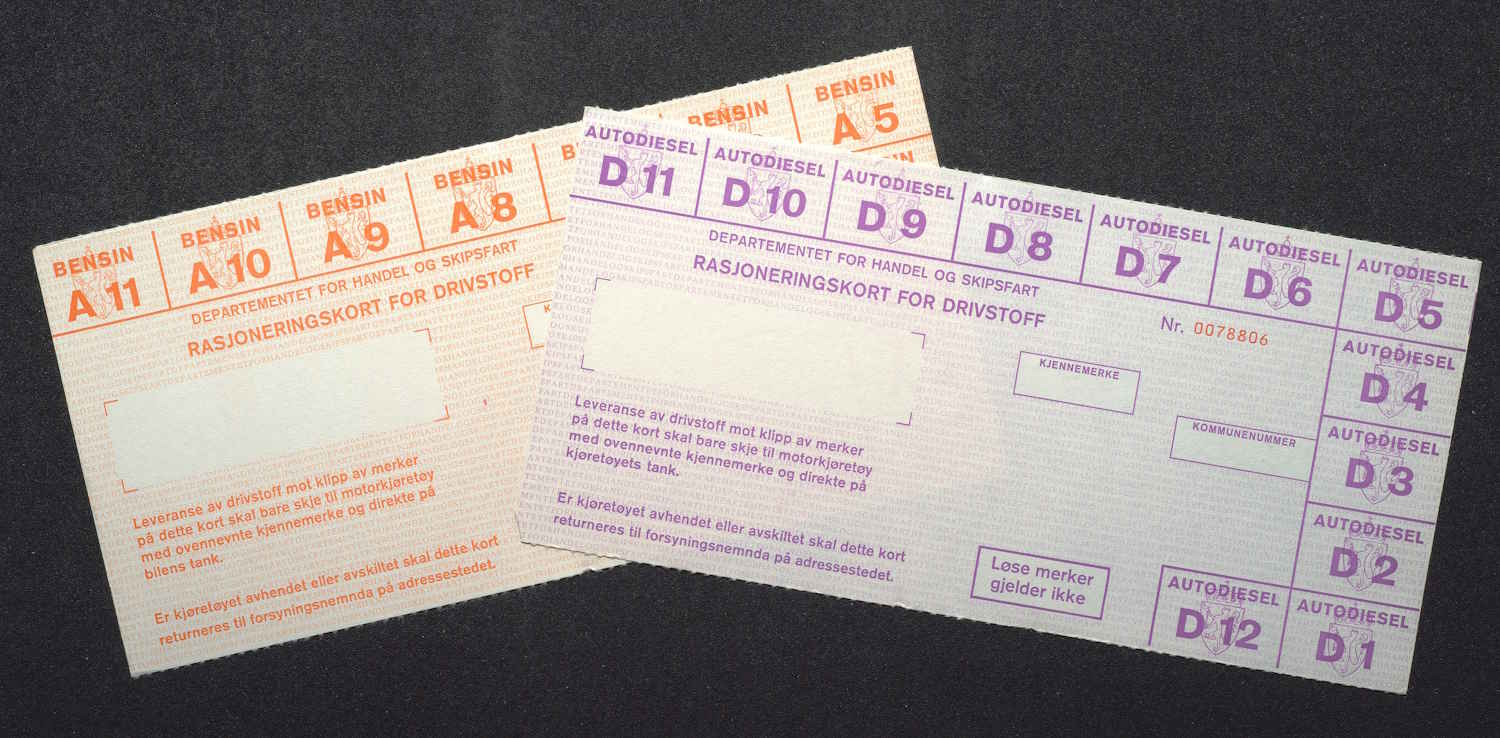 BENSIN
A 11
BENSIN
A 10
BENSIN
A 9
BENSIN
A 8
BENSIN
BENSIN
A 5
DEPARTEMENTET FOR HANDEL OG SKIPSFART
RASJONERINGSKORT FOR DRIVSTOFF
Leveranse av drivstoff mot klipp av merker
på dette kort skal bare skje til motorkjøretøy
med ovennevnte kjennemerke og direkte på
bilens tank.
Er kjøretøyet avhendet eller avskiltet skal dette kort
returneres til forsyningsnemnda på adressestedet.
AUTODIESEL
D 11
AUTODIESEL
D 10
AUTODIESEL
D 9
AUTODIESEL
D 8
AUTODIESEL
D 7
AUTODIESEL
D 6
AUTODIESEL
D 5
DEPARTEMENTET FOR HANDEL OG SKIPSFART
RASJONERINGSKORT FOR DRIVSTOFF
Nr. 0078806
KJENNEMERKE
KOMMUNENUMMER
AUTODIESEL
D 4
AUTODIESEL
D 3
AUTODIESEL
D 2
AUTODIESEL
D 1
AUTODIESEL
D 12
Leveranse av drivstoff mot klipp av merker
på dette kort skal bare skje til motorkjøretøy
med ovennevnte kjennemerke og direkte på
kjøretøyets tank.
Er kjøretøyet avhendet eller avskiltet skal dette kort
returneres til forsyningsnemnda på adressestedet.
Løse merker
gjelder ikke